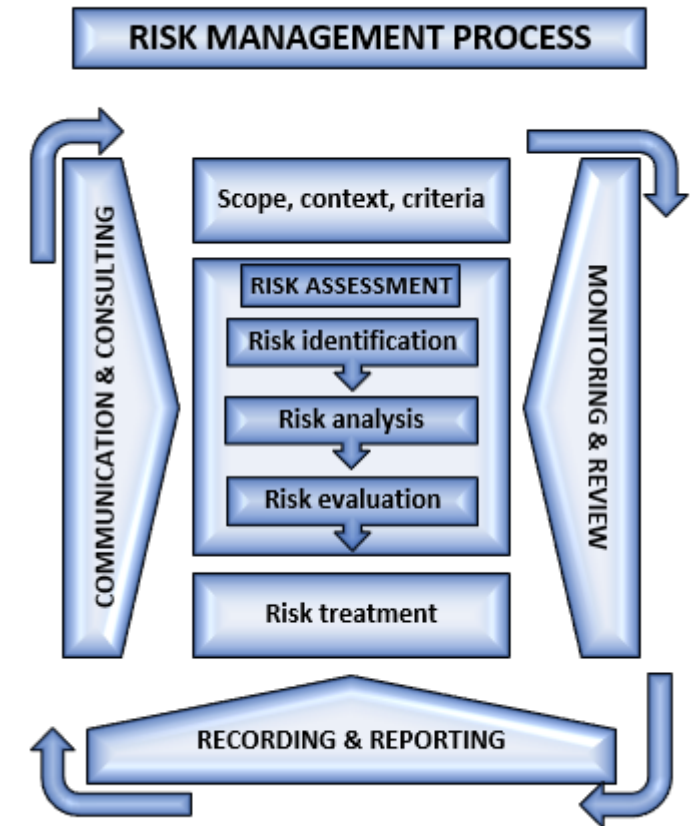 RISK MANAGEMENT PROCESS
Scope, context, criteria
COMMUNICATION & CONSULTING
RISK ASSESSMENT
Risk identification
Risk analysis
Risk evaluation
MONITORING & REVIEW
Risk treatment
RECORDING & REPORTING